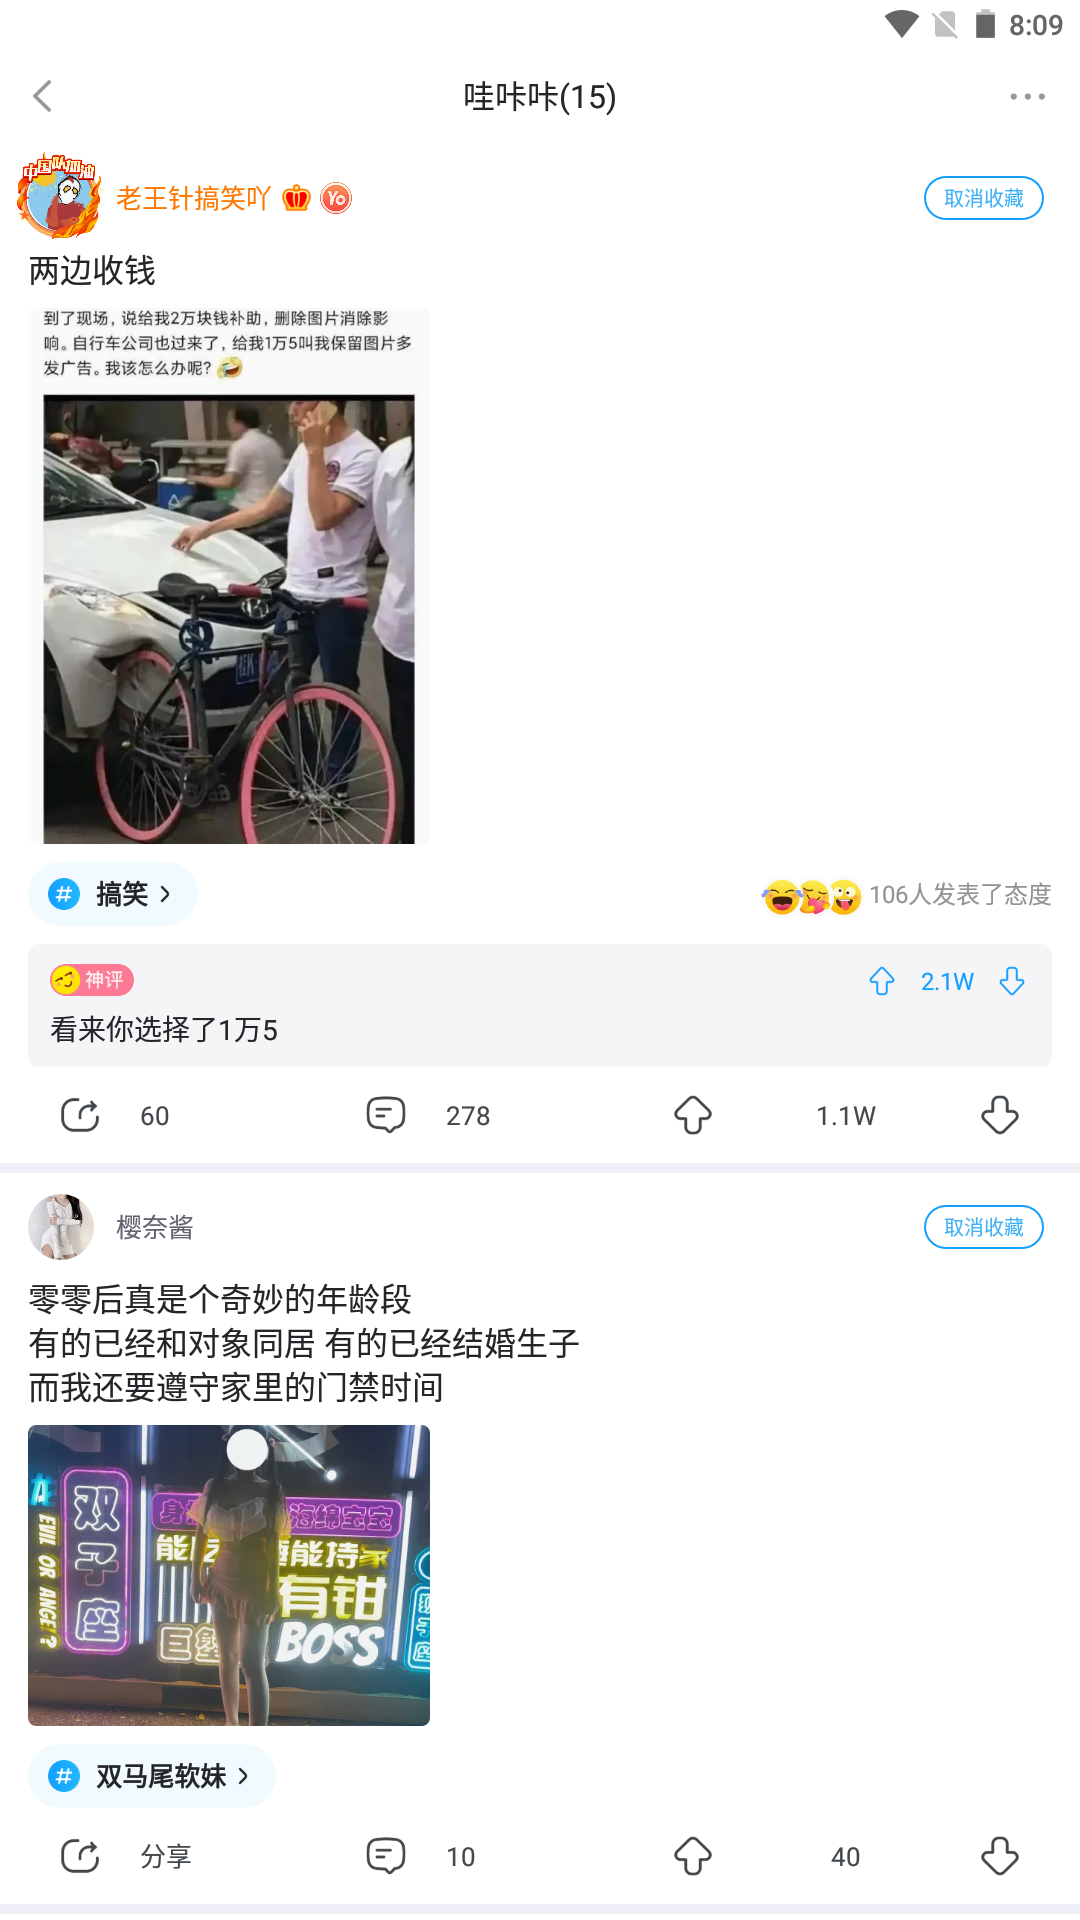 8:09
哇咔咔(15)
中国队加油
老王针搞笑吖
Yo
取消收藏
两边收钱
到了现场，说给我2万块钱补助，删除图片消除影
响。自行车公司也过来了，给我1万5叫我保留图片多
发广告。我该怎么办呢？
# 搞笑
106人发表了态度
神评
2.1W
看来你选择了1万5
60
278
1.1W
樱奈酱
取消收藏
零零后真是个奇妙的年龄段
有的已经和对象同居 有的已经结婚生子
而我还要遵守家里的门禁时间
双子座
EVIL OR ANGEL?
海绵宝宝
能持家
有钳
BOSS
# 双马尾软妹
分享
10
40